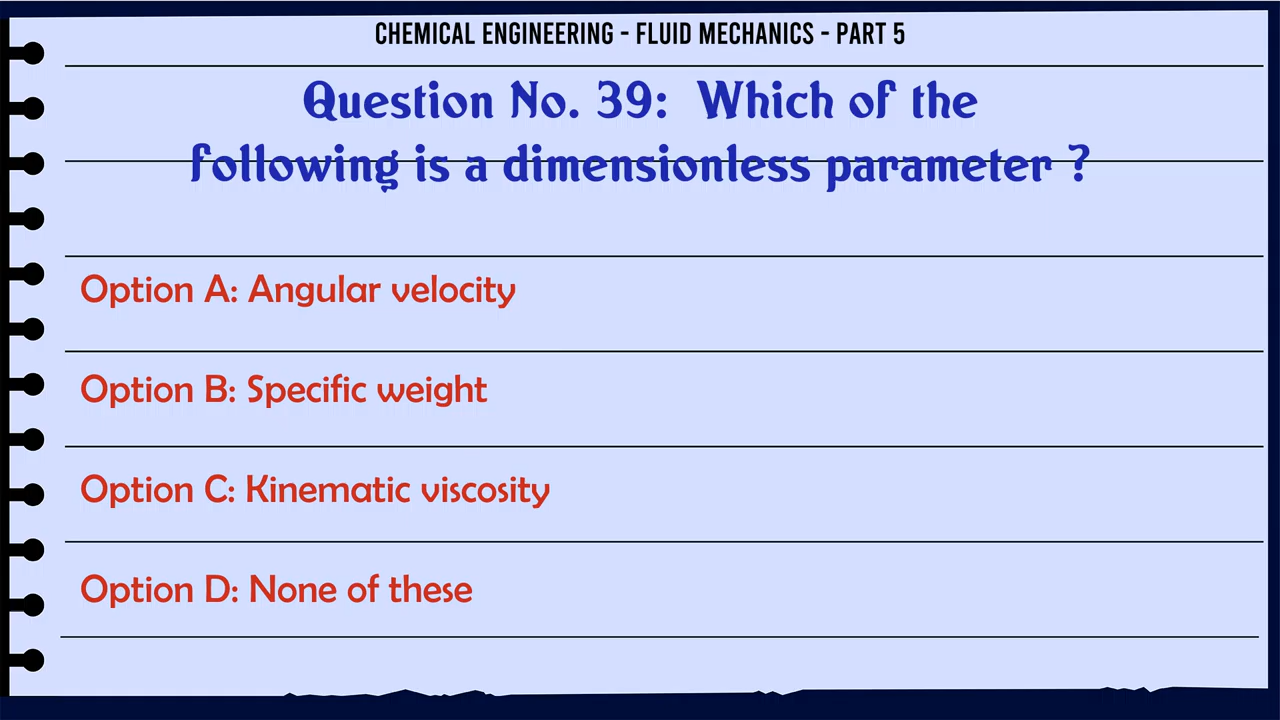 CHEMICAL ENGINEERING - FLUID MECHANICS - PART 5
Question No. 39: Which of the
following is a dimensionless parameter ?
Option A: Angular velocity
Option B: Specific weight
Option C: Kinematic viscosity
Option D: None of these